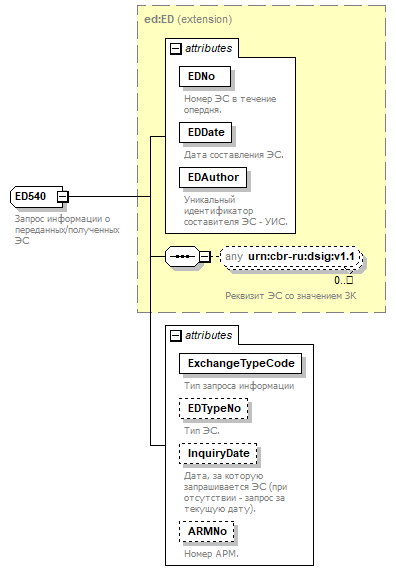 ed:ED (extension)
attributes
EDNo
Номер ЭС в течение
опердня.
EDDate
Дата составления ЭС.
EDAuthor
Уникальный
идентификатор
составителя ЭС - УИС.
ED540
Запрос информации о
переданных/полученных
ЭС
any urn:cbr-ru:dsig:v1.1
0..□
Реквизит ЭС со значением ЗК
attributes
ExchangeTypeCode
Тип запроса информации
EDTypeNo
Тип ЭС.
InquiryDate
Дата, за которую
запрашивается ЭС (при
отсутствии - запрос за
текущую дату).
ARMNo
Номер АРМ.